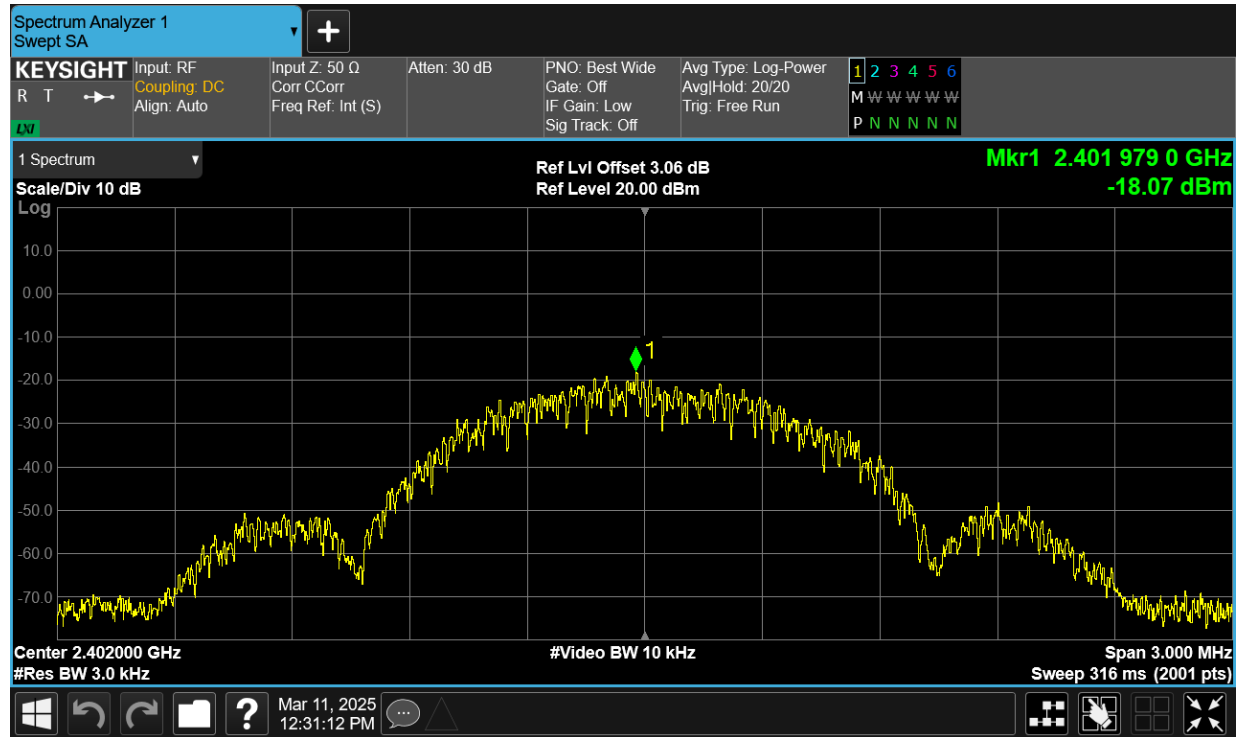 Spectrum Analyzer 1
Swept SA
+
KEYSIGHT
R T
LXI
Input: RF
Coupling: DC
Align: Auto
Input Z: 50 Ω
Corr CCorr
Freq Ref: Int (S)
Atten: 30 dB
PNO: Best Wide
Gate: Off
IF Gain: Low
Sig Track: Off
Avg Type: Log-Power
Avg|Hold: 20/20
Trig: Free Run
1 2 3 4 5 6
M W W W W W
P N N N N N
1 Spectrum
Scale/Div 10 dB
Log
Ref Lvl Offset 3.06 dB
Ref Level 20.00 dBm
Mkr1 2.401 979 0 GHz
-18.07 dBm
10.0
0.00
-10.0
1
-20.0
-30.0
-40.0
-50.0
-60.0
-70.0
Center 2.402000 GHz
#Res BW 3.0 kHz
#Video BW 10 kHz
Span 3.000 MHz
Sweep 316 ms (2001 pts)
?
Mar 11, 2025
12:31:12 PM